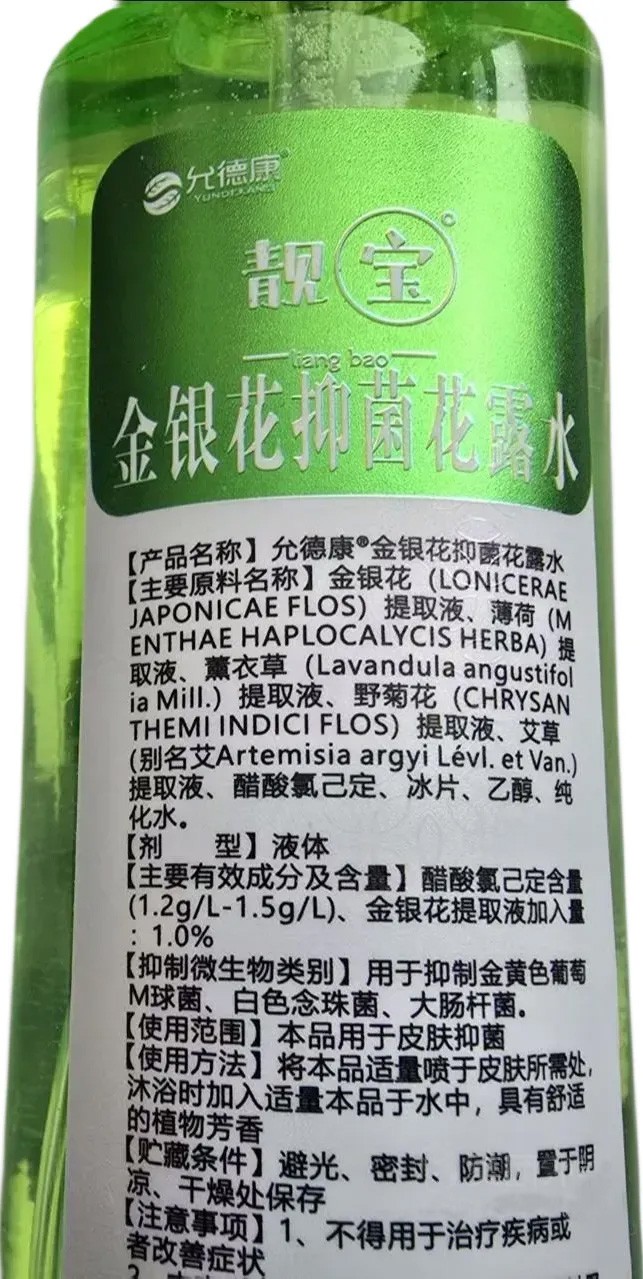 允德康®
YUNDEKANG
靓宝
liang bao
金银花抑菌花露水
【产品名称】允德康®金银花抑菌花露水
【主要原料名称】金银花（LONICERAE
JAPONICAE FLOS）提取液、薄荷（M
ENTHAE HAPLOCALYCIS HERBA）提
取液、薰衣草（Lavandula angustifol
ia Mill.）提取液、野菊花（CHRYSAN
THEMI INDICI FLOS）提取液、艾草
(别名艾Artemisia argyi Lévl. et Van.)
提取液、醋酸氯己定、冰片、乙醇、纯
化水。
【剂　　型】液体
【主要有效成分及含量】醋酸氯己定含量
(1.2g/L-1.5g/L)、金银花提取液加入量
：1.0%
【抑制微生物类别】用于抑制金黄色葡萄
M球菌、白色念珠菌、大肠杆菌。
【使用范围】本品用于皮肤抑菌
【使用方法】将本品适量喷于皮肤所需处，
沐浴时加入适量本品于水中，具有舒适
的植物芳香
【贮藏条件】避光、密封、防潮，置于阴
凉、干燥处保存
【注意事项】1、不得用于治疗疾病或
者改善症状
2、